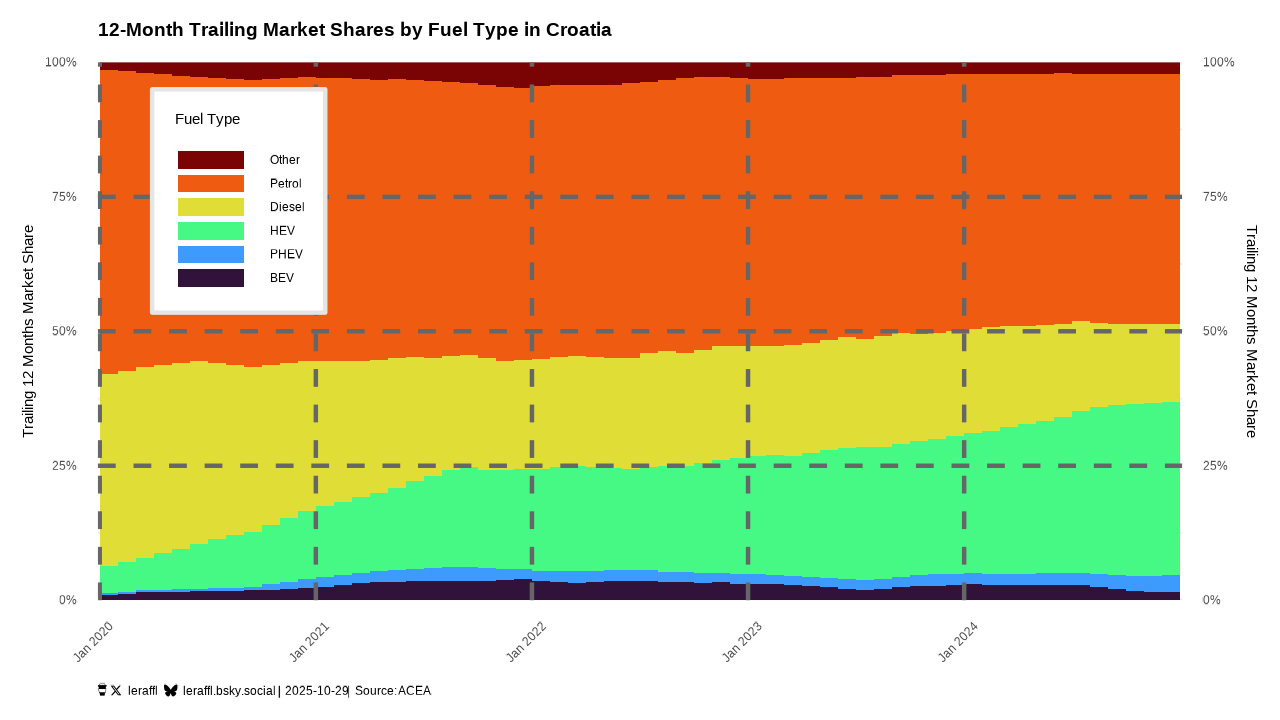 12-Month Trailing Market Shares by Fuel Type in Croatia
100%
75%
50%
25%
0%
Trailing 12 Months Market Share
Fuel Type
Other
Petrol
Diesel
HEV
PHEV
BEV
100%
75%
50%
25%
0%
Trailing 12 Months Market Share
Jan 2020
Jan 2021
Jan 2022
Jan 2023
Jan 2024
leraffl leraffl.bsky.social | 2025-10-29| Source: ACEA